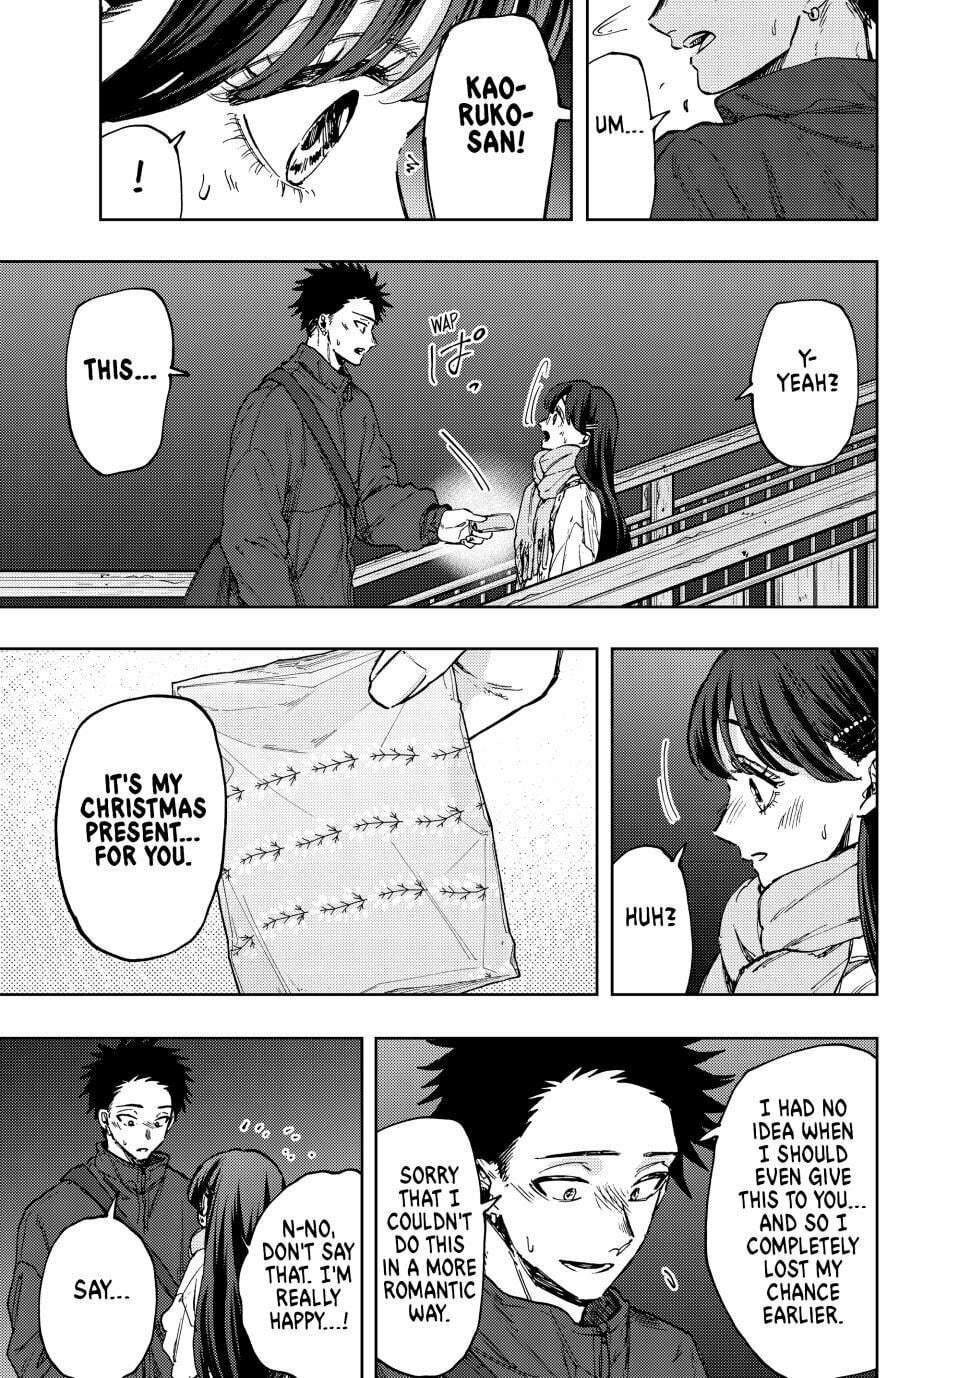 UM...
KAO-
RUKO-
SAN!
!
Y-
YEAH?
WAP
ぱっ
THIS...
HUH?
IT'S MY
CHRISTMAS
PRESENT...
FOR YOU.
I HAD NO
IDEA WHEN
I SHOULD
EVEN GIVE
THIS TO YOU...
AND SO I
COMPLETELY
LOST MY
CHANCE
EARLIER.
SORRY
THAT I
COULDN'T
DO THIS
IN A MORE
ROMANTIC
WAY.
N-NO,
DON'T SAY
THAT. I'M
REALLY
HAPPY...!
SAY...